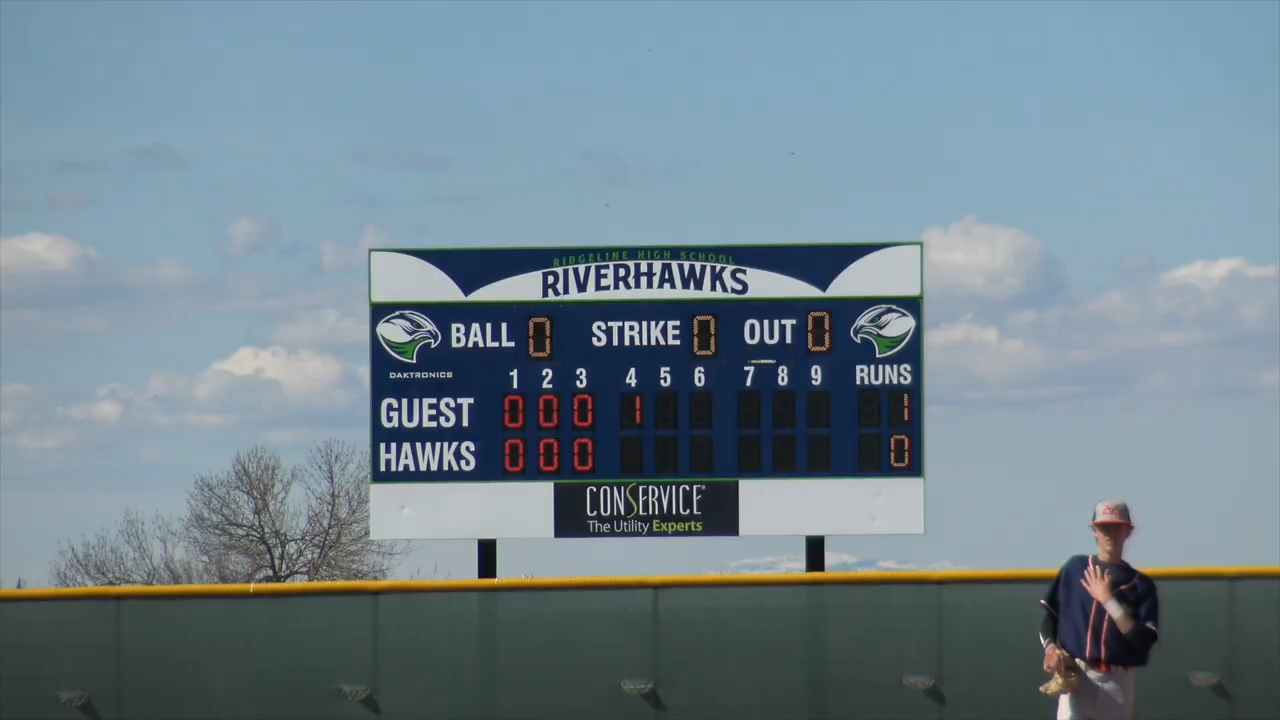 RIDGELINE HIGH SCHOOL
RIVERHAWKS
BALL 0 STRIKE 0 OUT 0
DAKTRONICS
1 2 3 4 5 6 7 8 9 RUNS
GUEST 0 0 0 1 1
HAWKS 0 0 0 0
CONSERVICE®
The Utility Experts